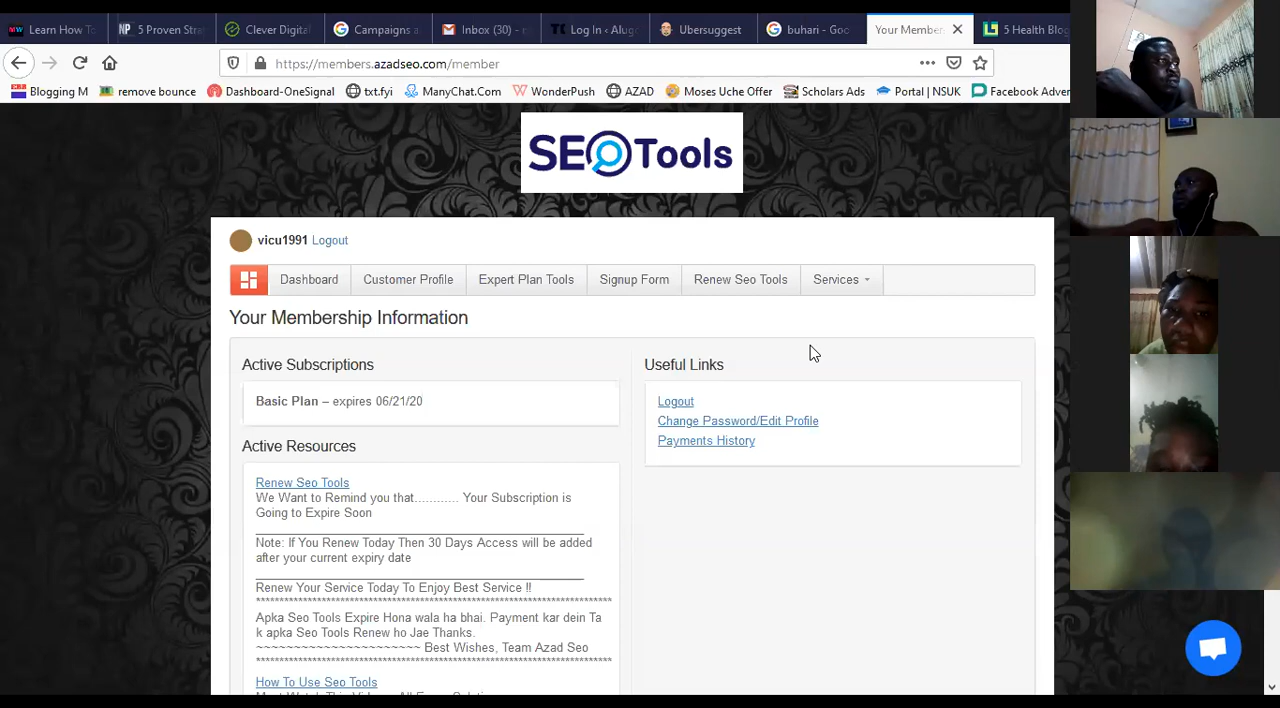 Learn How To
5 Proven Stra
Clever Digital
Campaigns a
Inbox (30) -
Log In ‹ Alug
Ubersuggest
buhari - Goo
Your Member
5 Health Blog
https://members.azadseo.com/member
Blogging M
remove bounce
Dashboard-OneSignal
txt.fyi
ManyChat.Com
WonderPush
AZAD
Moses Uche Offer
Scholars Ads
Portal | NSUK
Facebook Adver
SEO Tools
vicu1991 Logout
Dashboard
Customer Profile
Expert Plan Tools
Signup Form
Renew Seo Tools
Services
Your Membership Information
Active Subscriptions
Basic Plan – expires 06/21/20
Active Resources
Renew Seo Tools
We Want to Remind you that............ Your Subscription is
Going to Expire Soon
Note: If You Renew Today Then 30 Days Access will be added
after your current expiry date
Renew Your Service Today To Enjoy Best Service !!
Apka Seo Tools Expire Hona wala ha bhai. Payment kar dein Ta
k apka Seo Tools Renew ho Jae Thanks.
~~~~~~~~~~~~~~~~~~~~~~ Best Wishes, Team Azad Seo
How To Use Seo Tools
Useful Links
Logout
Change Password/Edit Profile
Payments History